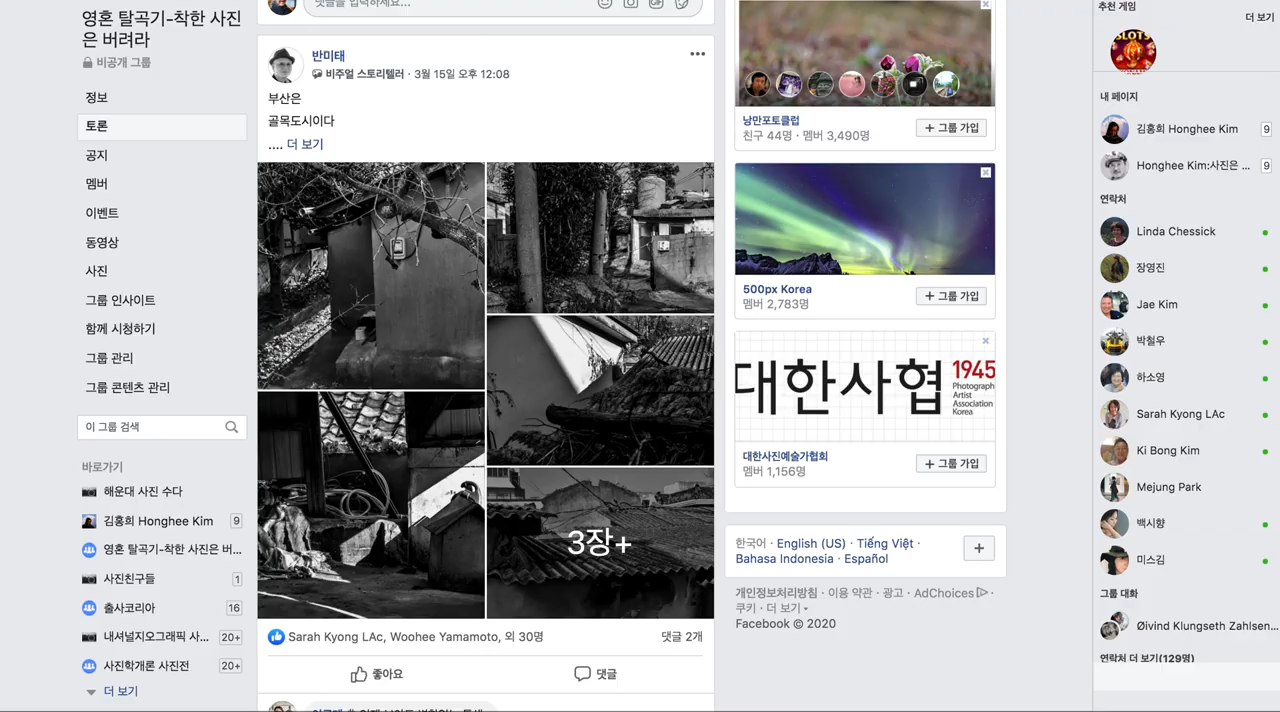 영혼 탈곡기-착한 사진
은 버려라
비공개 그룹
정보
토론
공지
멤버
이벤트
동영상
사진
그룹 인사이트
함께 시청하기
그룹 관리
그룹 콘텐츠 관리
이 그룹 검색
바로가기
해운대 사진 수다
김홍희 Honghee Kim 9
영혼 탈곡기-착한 사진은 버...
사진친구들 1
출사코리아 16
내셔널지오그래픽 사... 20+
사진학개론 사진전 20+
더 보기
댓글을 입력하세요...
반미태
비주얼 스토리텔러 · 3월 15일 오후 12:08
부산은
골목도시이다
.... 더 보기
3장+
Sarah Kyong LAc, Woohee Yamamoto, 외 30명
댓글 2개
좋아요
댓글
낭만포토클럽
친구 44명 · 멤버 3,490명
+ 그룹 가입
500px Korea
멤버 2,783명
+ 그룹 가입
대한사협
1945
Photograph
Artist
Association
Korea
대한사진예술가협회
멤버 1,156명
+ 그룹 가입
한국어 · English (US) · Tiếng Việt ·
Bahasa Indonesia · Español
개인정보처리방침 · 이용 약관 · 광고 · AdChoices ·
쿠키 · 더 보기
Facebook © 2020
추천 게임
더 보기
SLOTS
내 페이지
김홍희 Honghee Kim 9
Honghee Kim:사진은 ... 9
연락처
Linda Chessick
장영진
Jae Kim
박철우
하소영
Sarah Kyong LAc
Ki Bong Kim
Mejung Park
백시향
미스김
그룹 대화
Øivind Klungseth Zahlsen...
연락처 더 보기(129명)